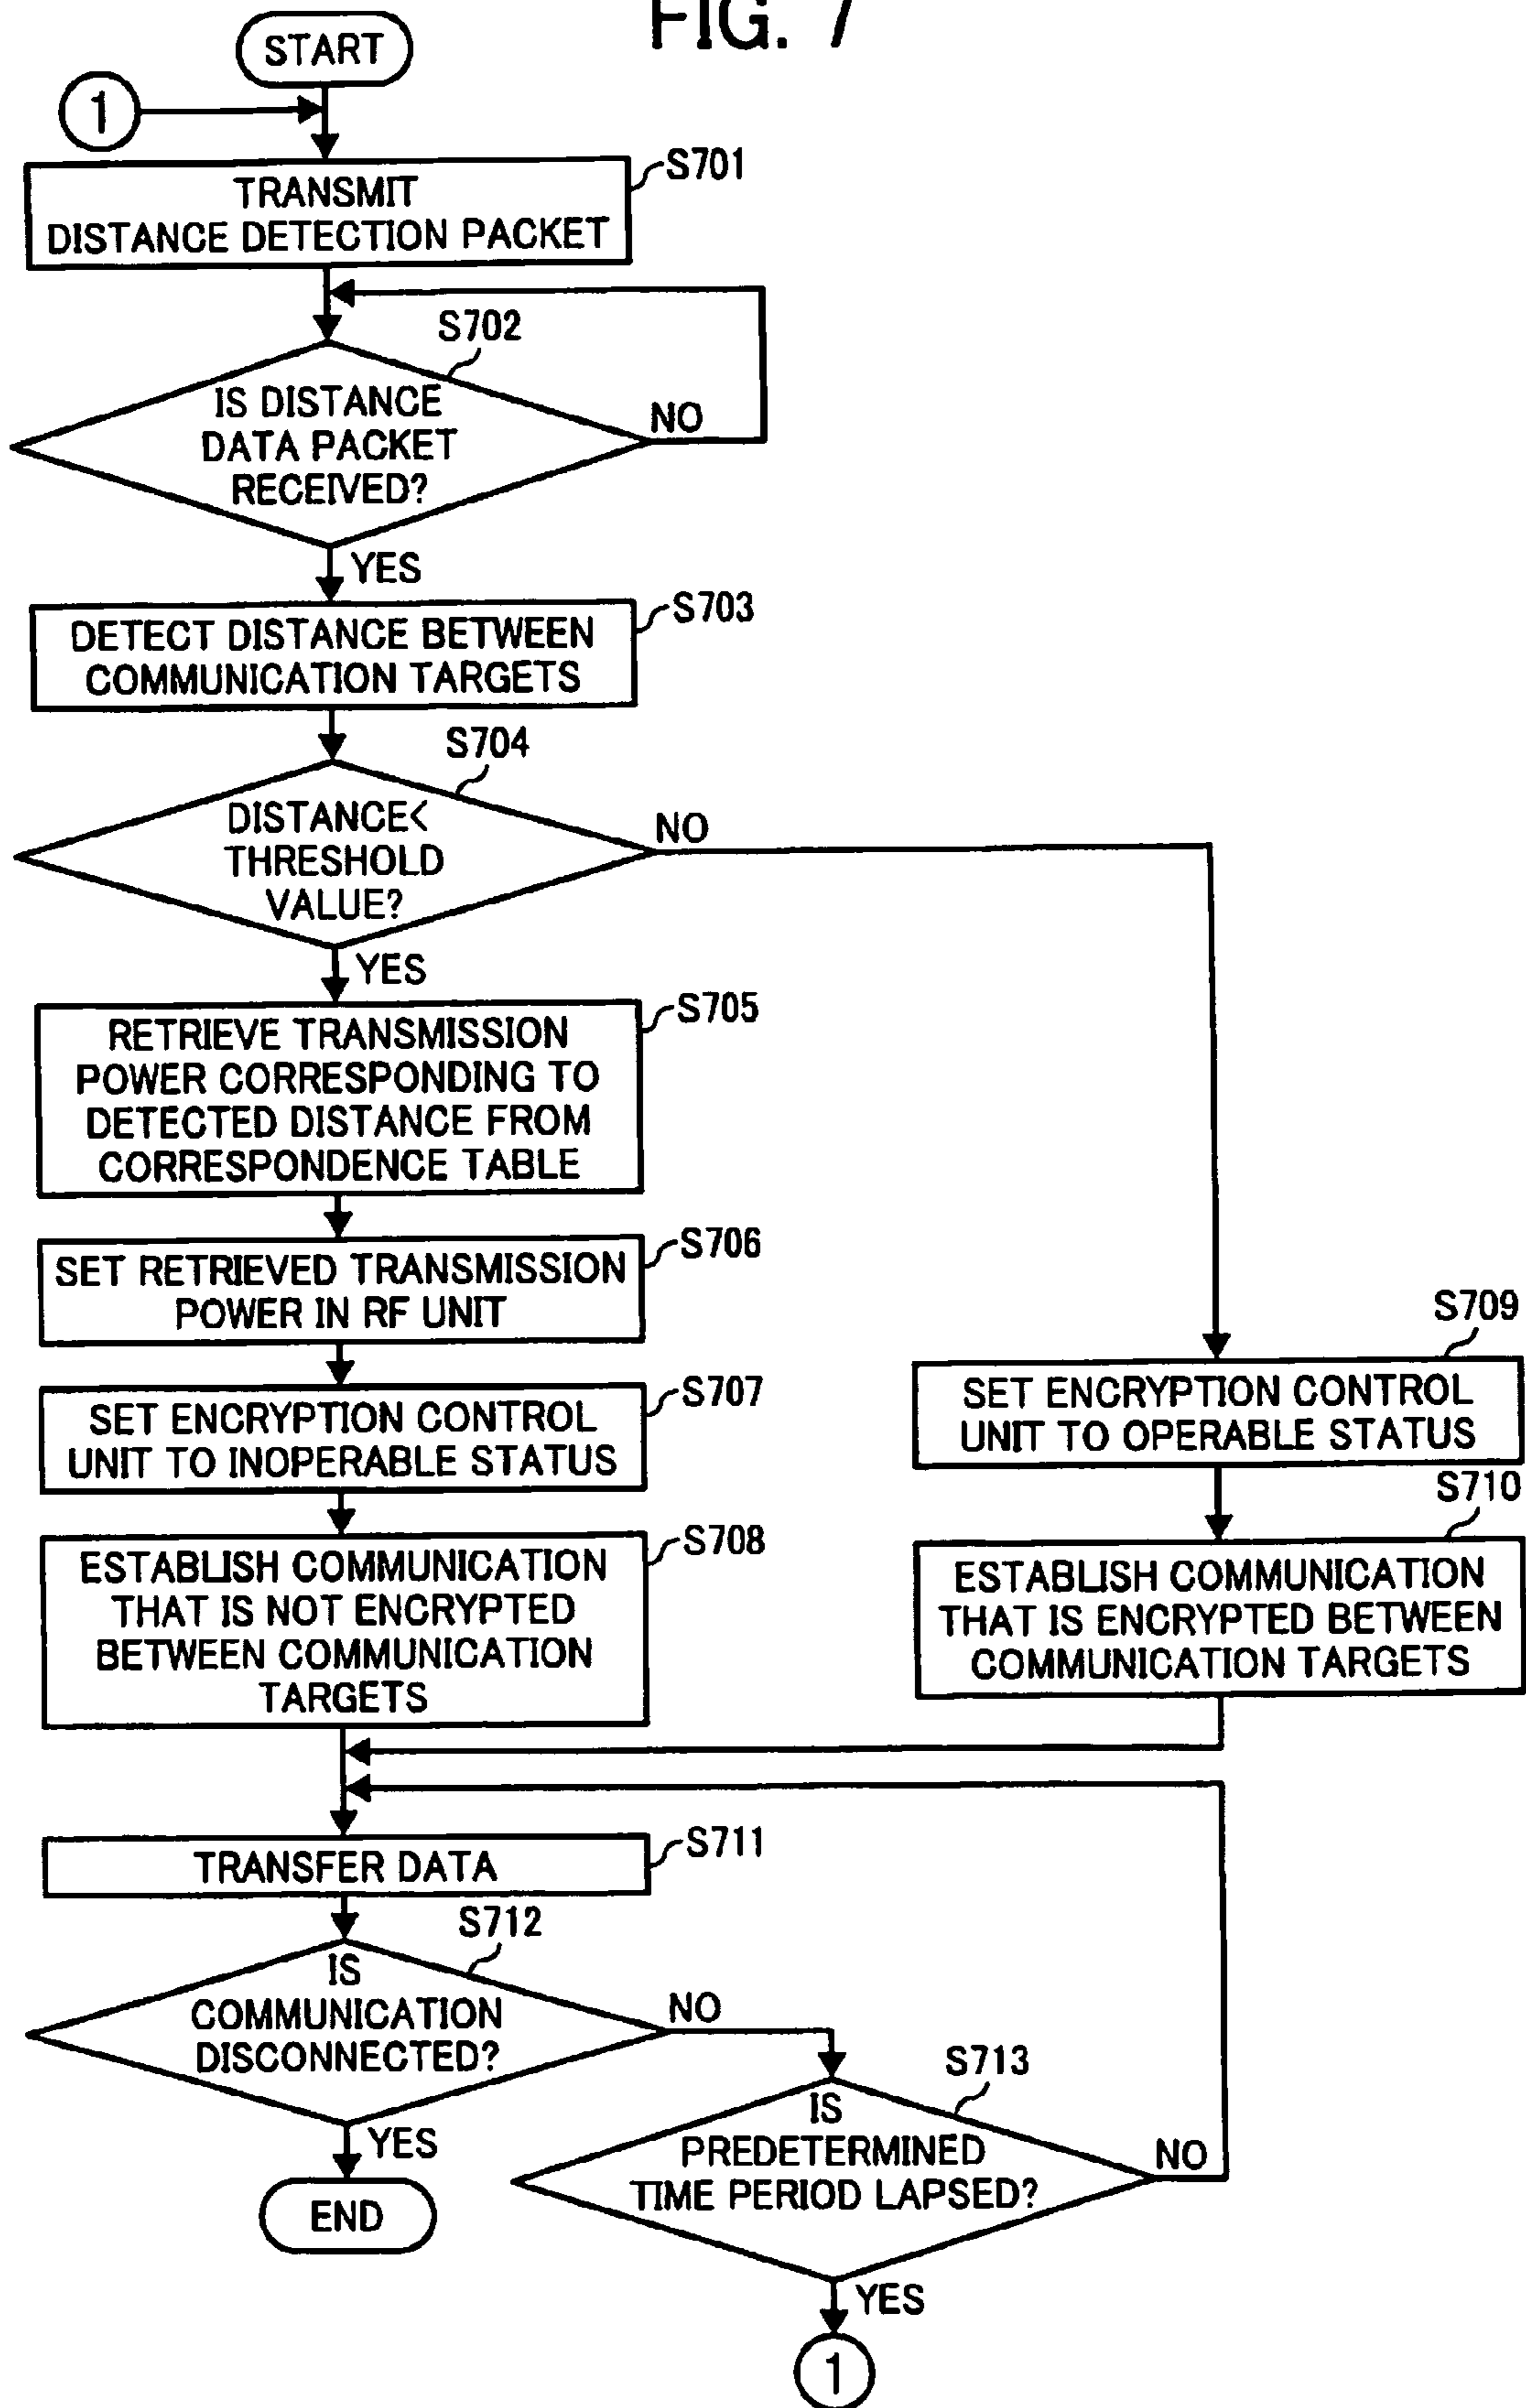 FIG. 7
START
1
S701
TRANSMIT
DISTANCE DETECTION PACKET
S702
IS DISTANCE
DATA PACKET
RECEIVED?
NO
YES
S703
DETECT DISTANCE BETWEEN
COMMUNICATION TARGETS
S704
DISTANCE<
THRESHOLD
VALUE?
NO
YES
S705
RETRIEVE TRANSMISSION
POWER CORRESPONDING TO
DETECTED DISTANCE FROM
CORRESPONDENCE TABLE
S706
SET RETRIEVED TRANSMISSION
POWER IN RF UNIT
S707
SET ENCRYPTION CONTROL
UNIT TO INOPERABLE STATUS
S708
ESTABLISH COMMUNICATION
THAT IS NOT ENCRYPTED
BETWEEN COMMUNICATION
TARGETS
S709
SET ENCRYPTION CONTROL
UNIT TO OPERABLE STATUS
S710
ESTABLISH COMMUNICATION
THAT IS ENCRYPTED BETWEEN
COMMUNICATION TARGETS
S711
TRANSFER DATA
S712
IS
COMMUNICATION
DISCONNECTED?
NO
YES
END
S713
IS
PREDETERMINED
TIME PERIOD LAPSED?
NO
YES
1